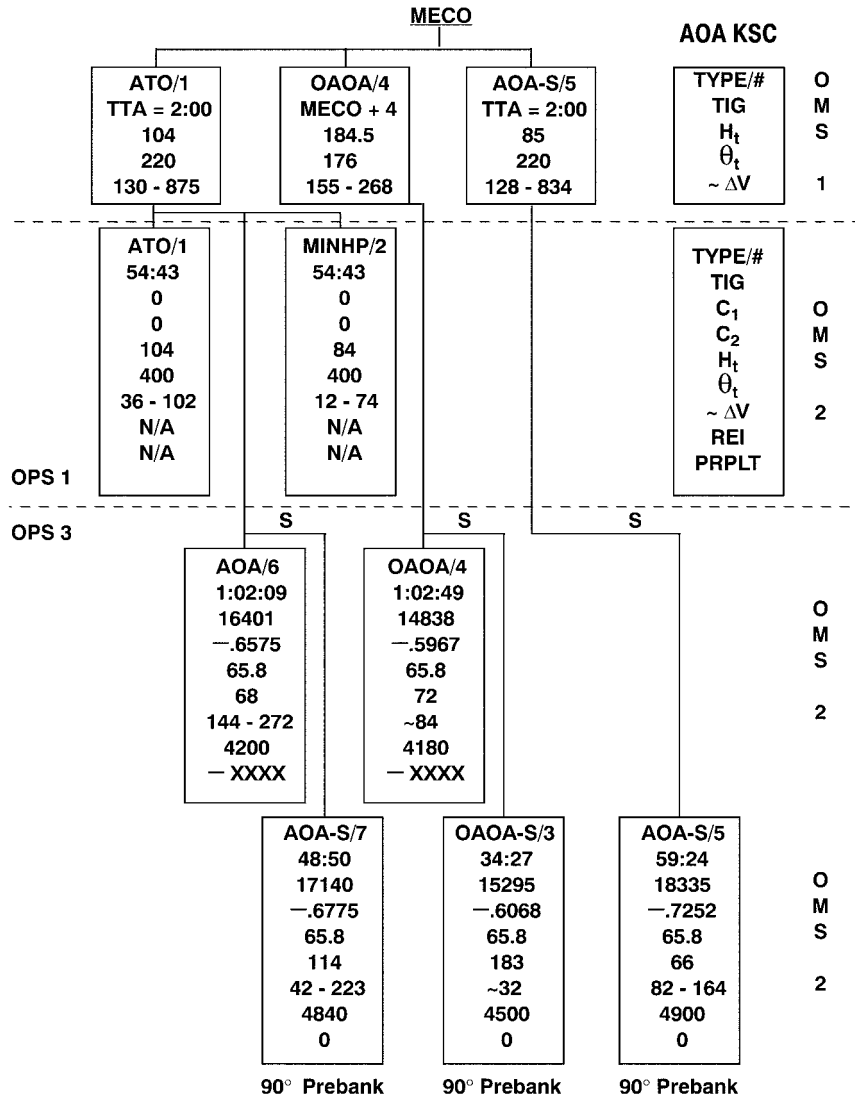 MECO
AOA KSC
ATO/1
TTA = 2:00
104
220
130 - 875
OAOA/4
MECO + 4
184.5
176
155 - 268
AOA-S/5
TTA = 2:00
85
220
128 - 834
TYPE/#
TIG
Ht
θt
~ ΔV
O
M
S
1
ATO/1
54:43
0
0
104
400
36 - 102
N/A
N/A
MINHP/2
54:43
0
0
84
400
12 - 74
N/A
N/A
TYPE/#
TIG
C1
C2
Ht
θt
~ ΔV
REI
PRPLT
O
M
S
2
OPS 1
OPS 3
S
S
S
AOA/6
1:02:09
16401
—.6575
65.8
68
144 - 272
4200
— XXXX
OAOA/4
1:02:49
14838
—.5967
65.8
72
~84
4180
— XXXX
O
M
S
2
AOA-S/7
48:50
17140
—.6775
65.8
114
42 - 223
4840
0
90° Prebank
OAOA-S/3
34:27
15295
—.6068
65.8
183
~32
4500
0
90° Prebank
AOA-S/5
59:24
18335
—.7252
65.8
66
82 - 164
4900
0
90° Prebank
O
M
S
2